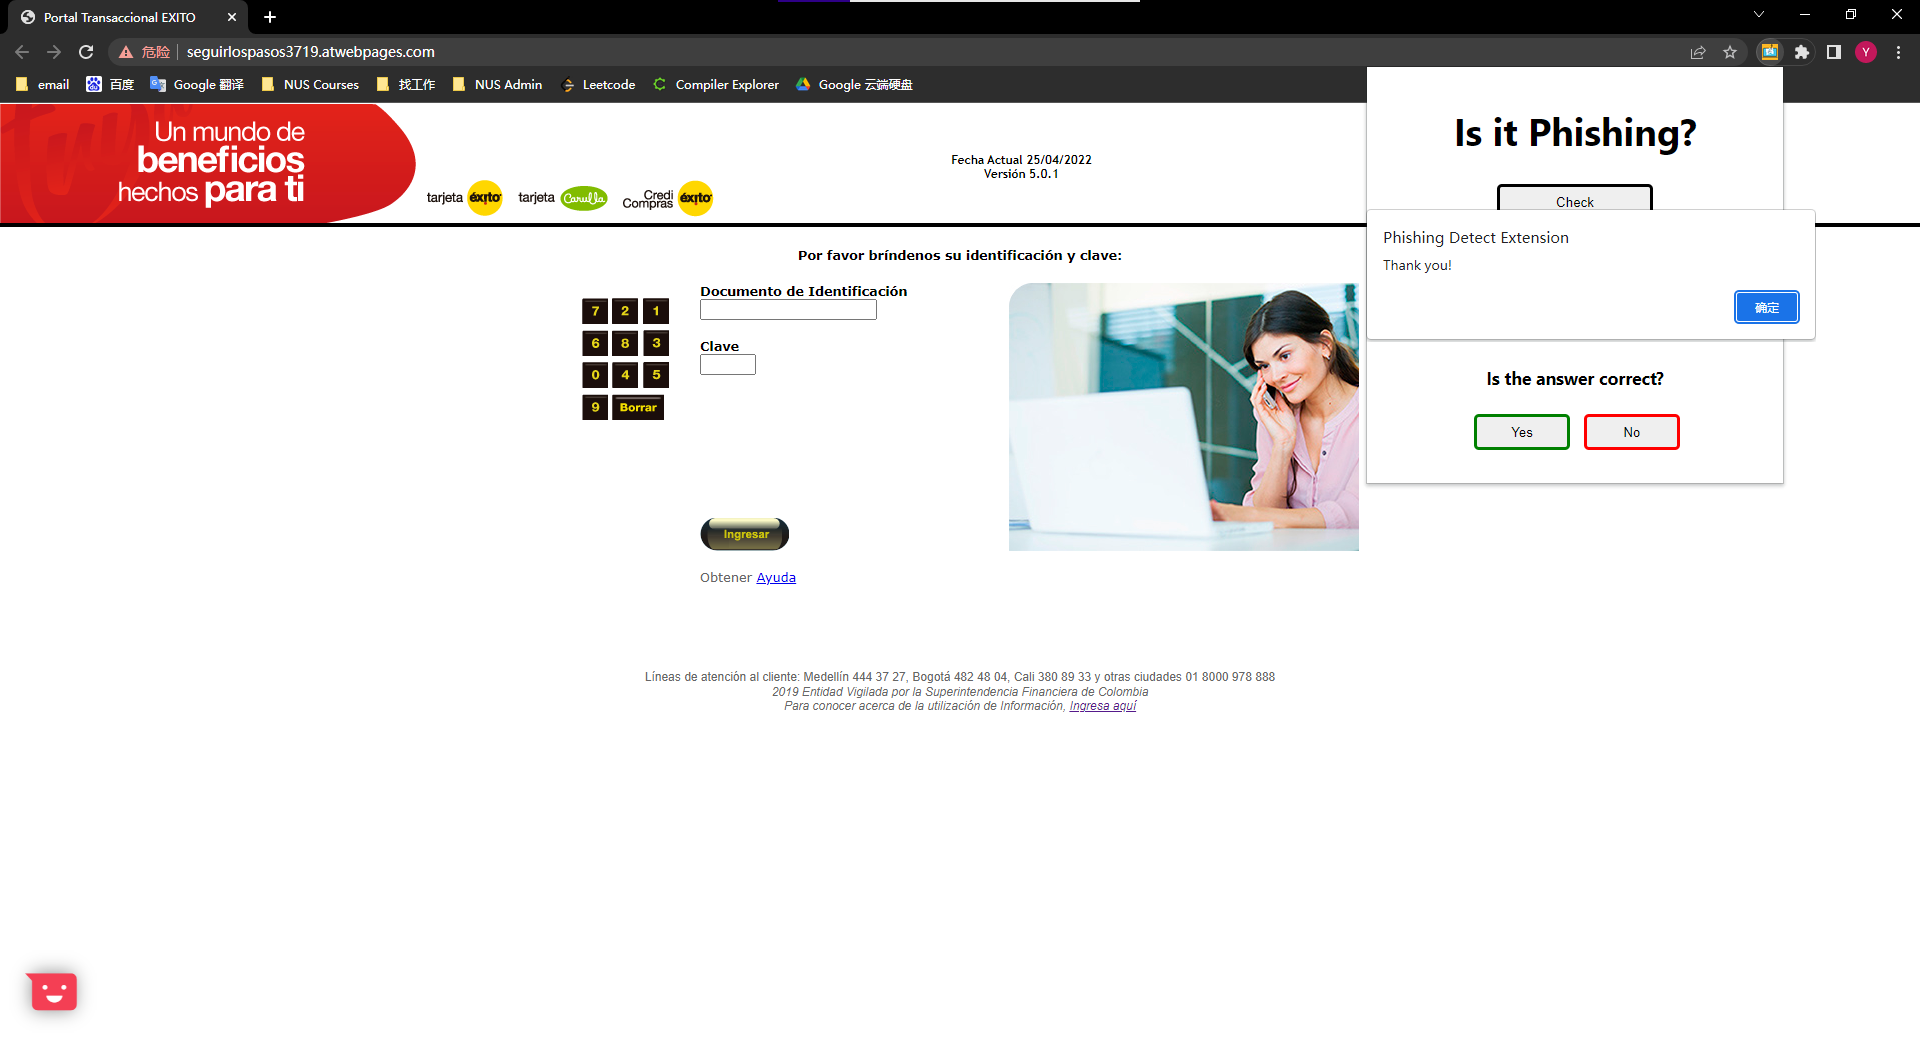 Portal Transaccional EXITO
危险 seguirlospasos3719.atwebpages.com
Y
email 百度 Google 翻译 NUS Courses 找工作 NUS Admin Leetcode Compiler Explorer Google 云端硬盘
Un mundo de
beneficios
hechos para ti
tarjeta éxito tarjeta Carulla Credi Compras éxito
Fecha Actual 25/04/2022
Versión 5.0.1
Por favor bríndenos su identificación y clave:
7 2 1
6 8 3
0 4 5
9 Borrar
Documento de Identificación
Clave
Ingresar
Obtener Ayuda
Líneas de atención al cliente: Medellín 444 37 27, Bogotá 482 48 04, Cali 380 89 33 y otras ciudades 01 8000 978 888
2019 Entidad Vigilada por la Superintendencia Financiera de Colombia
Para conocer acerca de la utilización de Información, Ingresa aquí
Is it Phishing?
Check
Phishing Detect Extension
Thank you!
确定
Is the answer correct?
Yes No